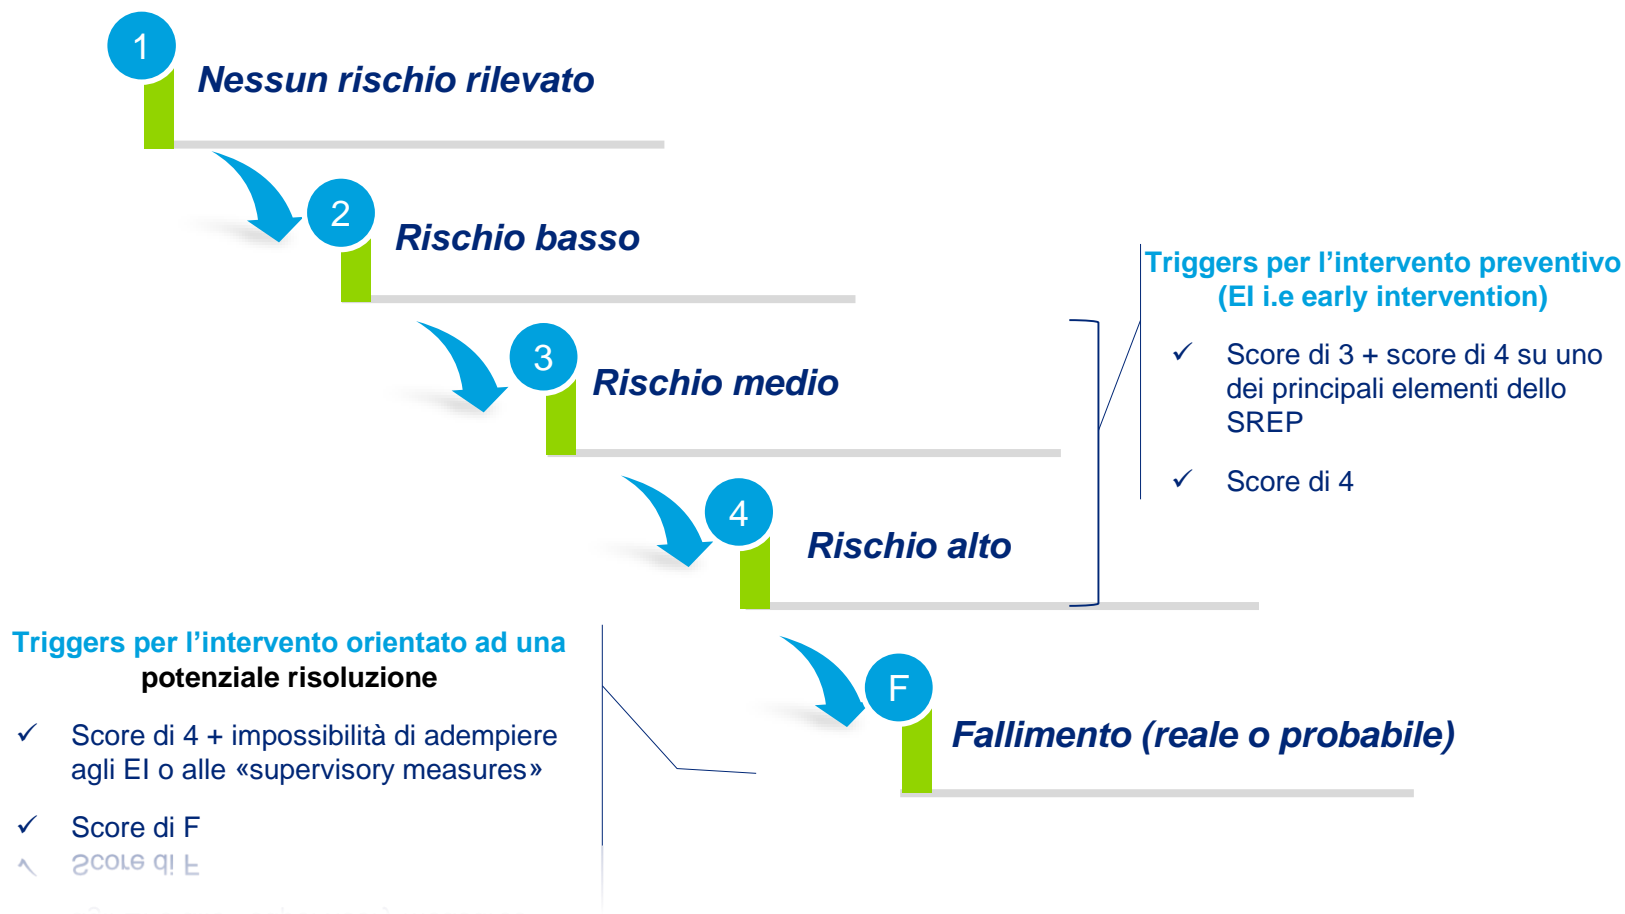 1
Nessun rischio rilevato
2
Rischio basso
3
Rischio medio
4
Rischio alto
F
Fallimento (reale o probabile)
Triggers per l’intervento preventivo
(EI i.e early intervention)
✓ Score di 3 + score di 4 su uno
dei principali elementi dello
SREP
✓ Score di 4
Triggers per l’intervento orientato ad una
potenziale risoluzione
✓ Score di 4 + impossibilità di adempiere
agli EI o alle «supervisory measures»
✓ Score di F